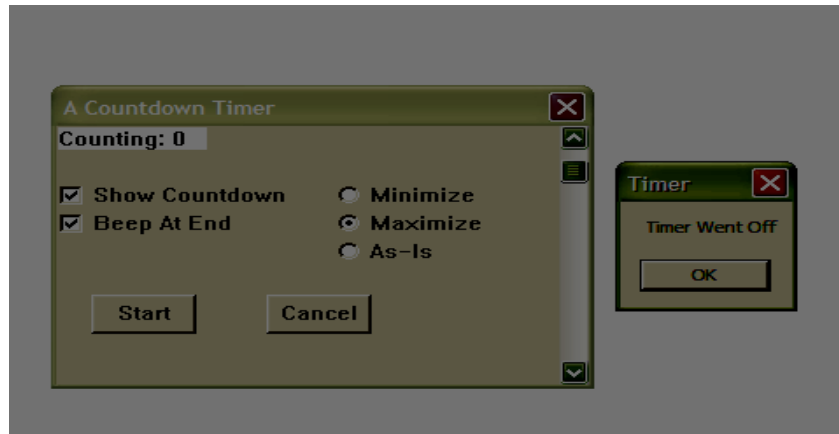 A Countdown Timer
Counting: 0
Show Countdown
Minimize
Beep At End
Maximize
As-Is
Start
Cancel
Timer
Timer Went Off
OK